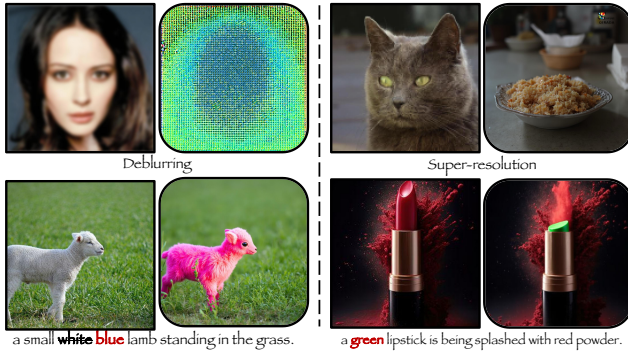 Deblurring
Super-resolution
a small white blue lamb standing in the grass.
a green lipstick is being splashed with red powder.